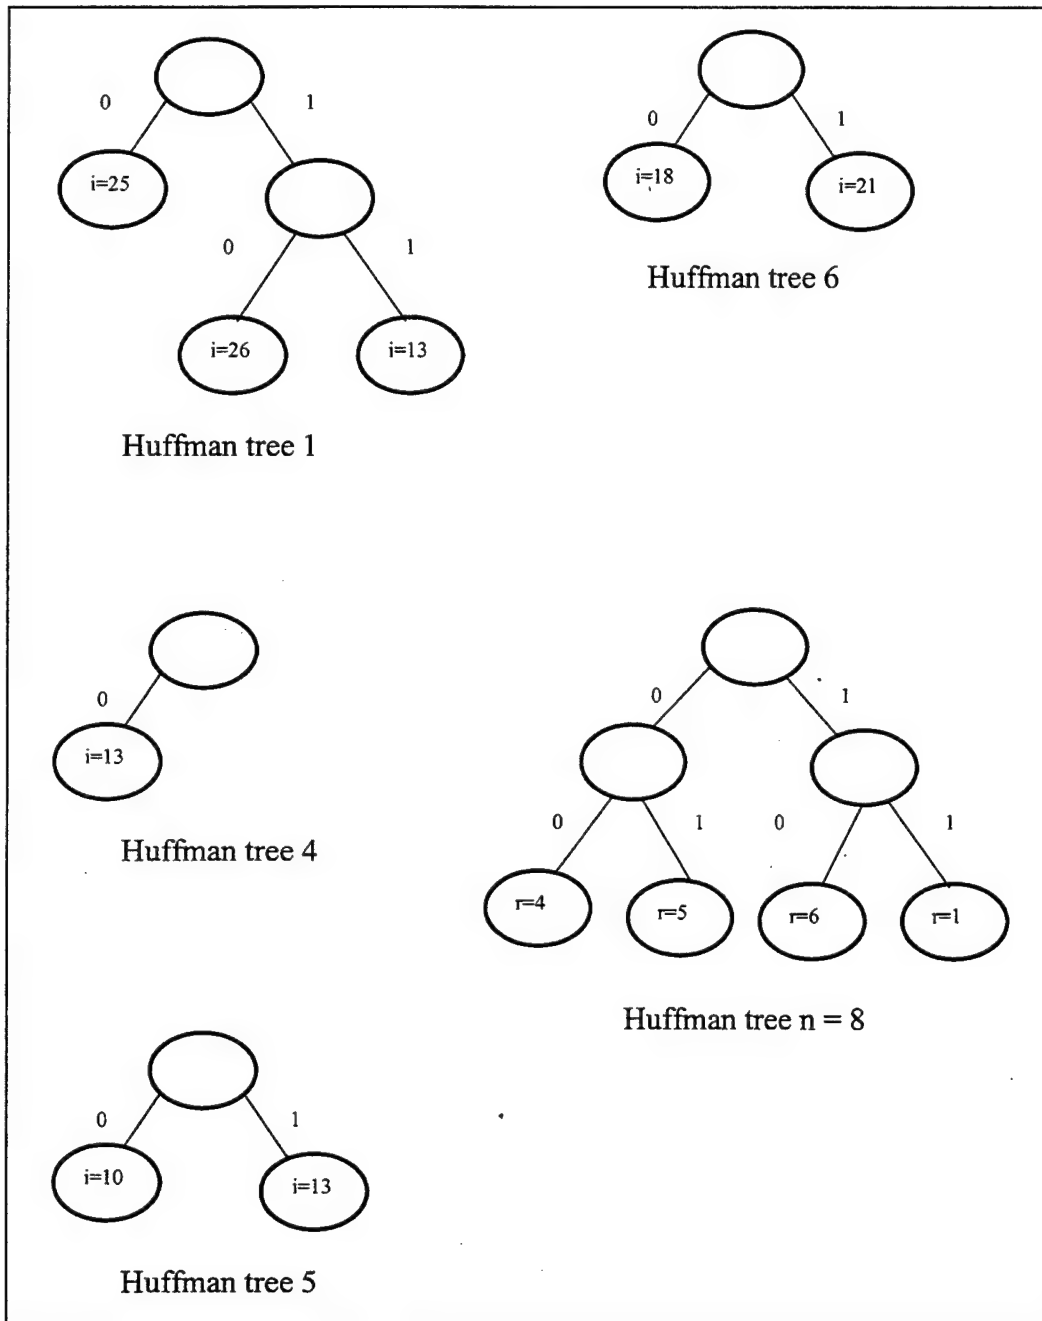 0 1
i=25
0 1
i=26 i=13
Huffman tree 1
0 1
i=18 i=21
Huffman tree 6
0
i=13
Huffman tree 4
0 1
0 1 0 1
r=4 r=5 r=6 r=1
Huffman tree n = 8
0 1
i=10 i=13
Huffman tree 5